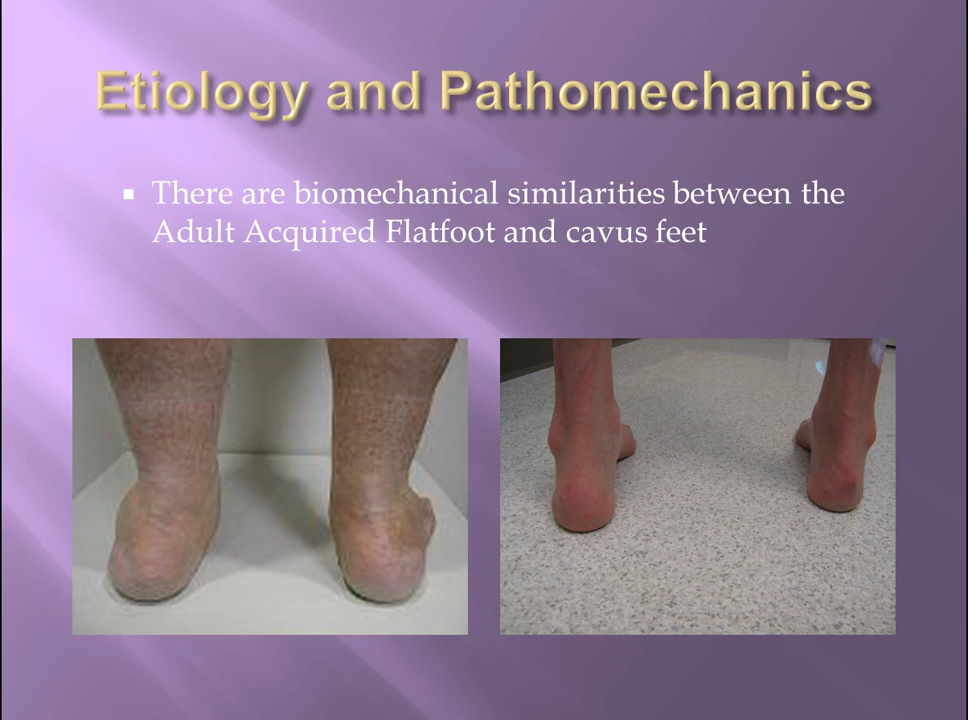 Etiology and Pathomechanics
There are biomechanical similarities between the
Adult Acquired Flatfoot and cavus feet